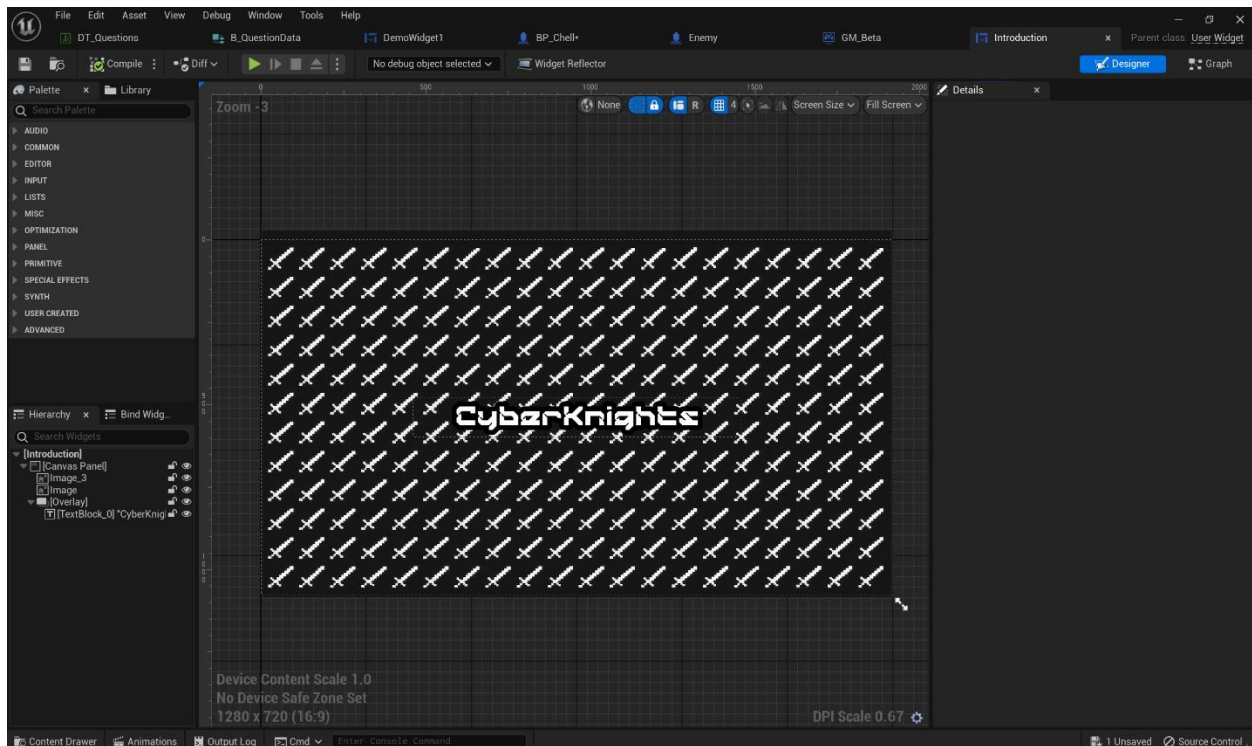 File Edit Asset View Debug Window Tools Help
DT_Questions B_QuestionData DemoWidget1 BP_Chell• Enemy GM_Beta Introduction Parent class: User Widget
Compile Diff No debug object selected Widget Reflector Designer Graph
Palette Library
Search Palette
AUDIO
COMMON
EDITOR
INPUT
LISTS
MISC
OPTIMIZATION
PANEL
PRIMITIVE
SPECIAL EFFECTS
SYNTH
USER CREATED
ADVANCED
Hierarchy Bind Widg...
Search Widgets
[Introduction]
[Canvas Panel]
Image_3
Image
[Overlay]
[TextBlock_0] "CyberKnig
0 500 1000 1500 2000
Zoom -3
None R 4 Screen Size Fill Screen
0
500
1000
CyberKnights
Device Content Scale 1.0
No Device Safe Zone Set
1280 x 720 (16:9)
DPI Scale 0.67
Details
Content Drawer Animations Output Log Cmd Enter Console Command 1 Unsaved Source Control